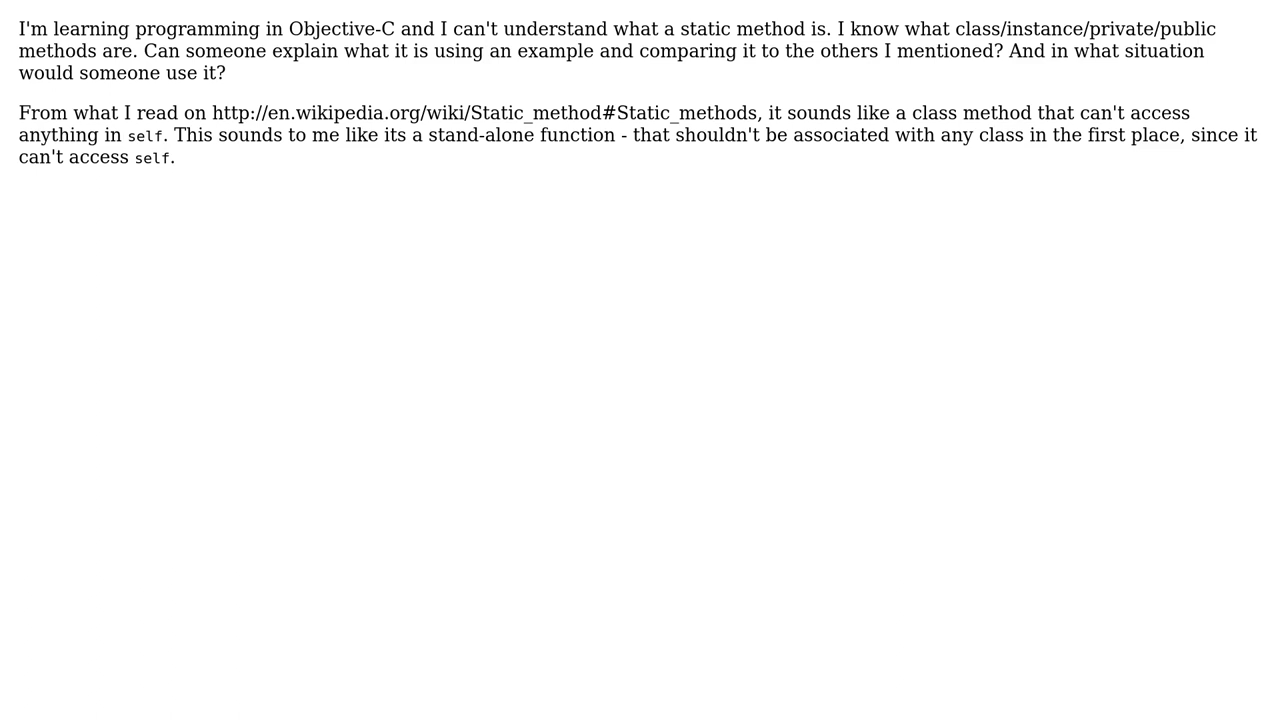 I'm learning programming in Objective-C and I can't understand what a static method is. I know what class/instance/private/public
methods are. Can someone explain what it is using an example and comparing it to the others I mentioned? And in what situation
would someone use it?
From what I read on http://en.wikipedia.org/wiki/Static_method#Static_methods, it sounds like a class method that can't access
anything in self. This sounds to me like its a stand-alone function - that shouldn't be associated with any class in the first place, since it
can't access self.